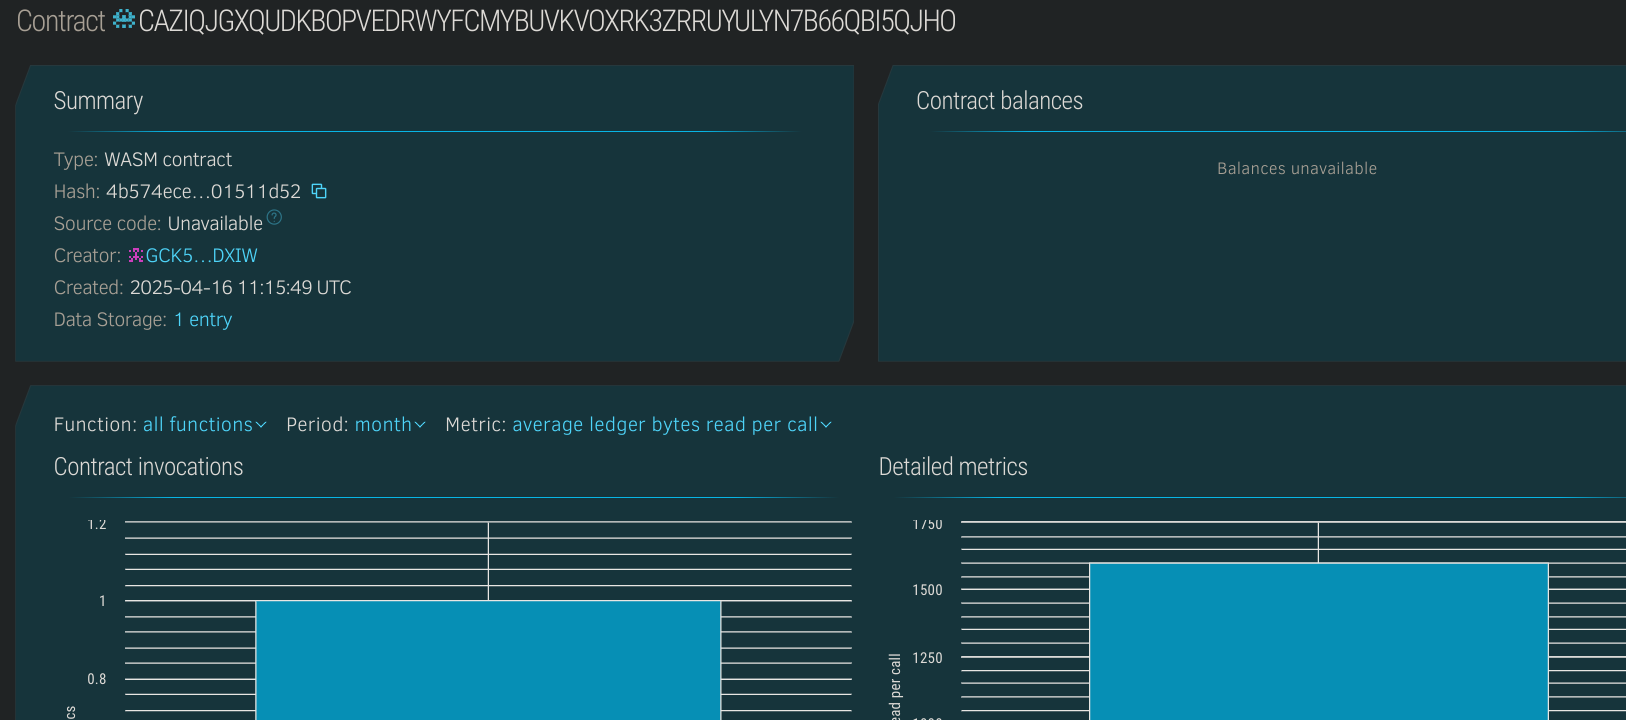 Contract CAZIQJGXQUDKBOPVEDRWYFCMYBUVKVOXRK3ZRRUYULYN7B66QBI5QJHO
Summary
Type: WASM contract
Hash: 4b574ece...01511d52
Source code: Unavailable ?
Creator: GCK5...DXIW
Created: 2025-04-16 11:15:49 UTC
Data Storage: 1 entry
Contract balances
Balances unavailable
Function: all functions Period: month Metric: average ledger bytes read per call
Contract invocations
1.2
1
0.8
Detailed metrics
1750
1500
1250
per call